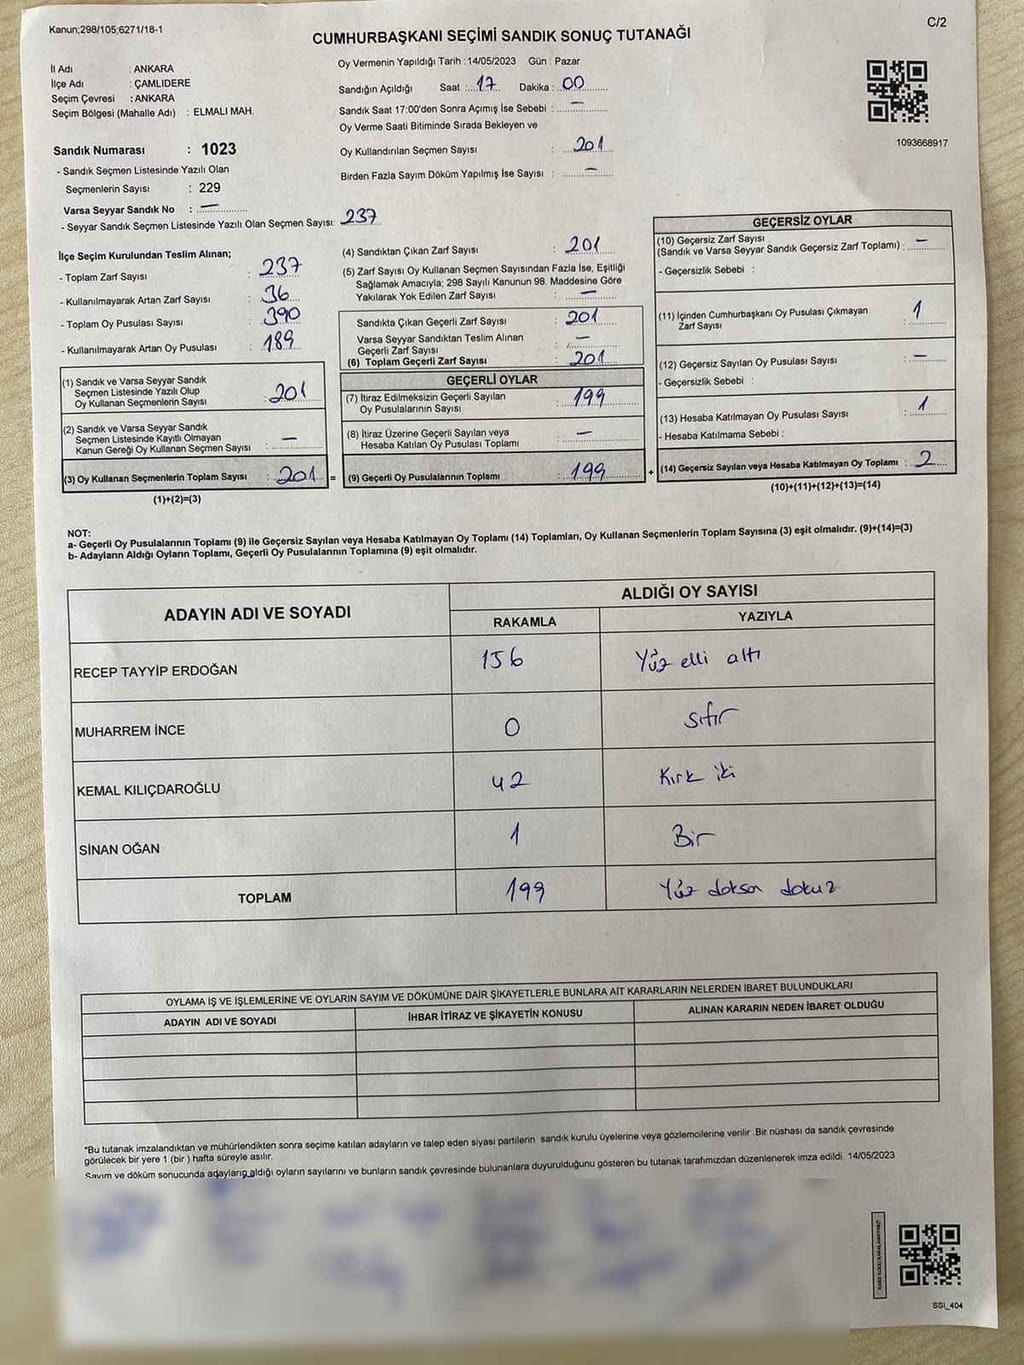 Kanun;298/105;6271/18-1
C/2
CUMHURBAŞKANI SEÇİMİ SANDIK SONUÇ TUTANAĞI
İl Adı : ANKARA
İlçe Adı : ÇAMLIDERE
Seçim Çevresi : ANKARA
Seçim Bölgesi (Mahalle Adı) : ELMALI MAH.
Oy Vermenin Yapıldığı Tarih :14/05/2023 Gün : Pazar
Sandığın Açıldığı Saat :17 Dakika :00
Sandık Saat 17:00'den Sonra Açımış İse Sebebi : —
Oy Verme Saati Bitiminde Sırada Bekleyen ve
Oy Kullandırılan Seçmen Sayısı : 201
Birden Fazla Sayım Döküm Yapılmış İse Sayısı : —
1093668917
Sandık Numarası : 1023
- Sandık Seçmen Listesinde Yazılı Olan
Seçmenlerin Sayısı : 229
Varsa Seyyar Sandık No : —
- Seyyar Sandık Seçmen Listesinde Yazılı Olan Seçmen Sayısı: 237
İlçe Seçim Kurulundan Teslim Alınan;
- Toplam Zarf Sayısı : 237
- Kullanılmayarak Artan Zarf Sayısı : 36
- Toplam Oy Pusulası Sayısı : 390
- Kullanılmayarak Artan Oy Pusulası : 189
(1) Sandık ve Varsa Seyyar Sandık
Seçmen Listesinde Yazılı Olup
Oy Kullanan Seçmenlerin Sayısı : 201
(2) Sandık ve Varsa Seyyar Sandık
Seçmen Listesinde Kayıtlı Olmayan
Kanun Gereği Oy Kullanan Seçmen Sayısı : —
(3) Oy Kullanan Seçmenlerin Toplam Sayısı : 201 =
(1)+(2)=(3)
(4) Sandıktan Çıkan Zarf Sayısı : 201
(5) Zarf Sayısı Oy Kullanan Seçmen Sayısından Fazla İse, Eşitliği
Sağlamak Amacıyla; 298 Sayılı Kanunun 98. Maddesine Göre
Yakılarak Yok Edilen Zarf Sayısı : —
Sandıkta Çıkan Geçerli Zarf Sayısı : 201
Varsa Seyyar Sandıktan Teslim Alınan
Geçerli Zarf Sayısı : —
(6) Toplam Geçerli Zarf Sayısı : 201
GEÇERLİ OYLAR
(7) İtiraz Edilmeksizin Geçerli Sayılan
Oy Pusulalarının Sayısı : 199
(8) İtiraz Üzerine Geçerli Sayılan veya
Hesaba Katılan Oy Pusulası Toplamı : —
(9) Geçerli Oy Pusulalarının Toplamı : 199 +
GEÇERSİZ OYLAR
(10) Geçersiz Zarf Sayısı
(Sandık ve Varsa Seyyar Sandık Geçersiz Zarf Toplamı) : —
- Geçersizlik Sebebi :
(11) İçinden Cumhurbaşkanı Oy Pusulası Çıkmayan
Zarf Sayısı : 1
(12) Geçersiz Sayılan Oy Pusulası Sayısı : —
- Geçersizlik Sebebi :
(13) Hesaba Katılmayan Oy Pusulası Sayısı : 1
- Hesaba Katılmama Sebebi :
(14) Geçersiz Sayılan veya Hesaba Katılmayan Oy Toplamı : 2
(10)+(11)+(12)+(13)=(14)
NOT:
a- Geçerli Oy Pusulalarının Toplamı (9) ile Geçersiz Sayılan veya Hesaba Katılmayan Oy Toplamı (14) Toplamları, Oy Kullanan Seçmenlerin Toplam Sayısına (3) eşit olmalıdır. (9)+(14)=(3)
b- Adayların Aldığı Oyların Toplamı, Geçerli Oy Pusulalarının Toplamına (9) eşit olmalıdır.
ADAYIN ADI VE SOYADI
ALDIĞI OY SAYISI
RAKAMLA YAZIYLA
RECEP TAYYİP ERDOĞAN 156 Yüz elli altı
MUHARREM İNCE 0 sıfır
KEMAL KILIÇDAROĞLU 42 Kırk iki
SİNAN OĞAN 1 Bir
TOPLAM 199 Yüz doksan dokuz
OYLAMA İŞ VE İŞLEMLERİNE VE OYLARIN SAYIM VE DÖKÜMÜNE DAİR ŞİKAYETLERLE BUNLARA AİT KARARLARIN NELERDEN İBARET BULUNDUKLARI
ADAYIN ADI VE SOYADI İHBAR İTİRAZ VE ŞİKAYETİN KONUSU ALINAN KARARIN NEDEN İBARET OLDUĞU
*Bu tutanak imzalandıktan ve mühürlendikten sonra seçime katılan adayların ve talep eden siyasi partilerin sandık kurulu üyelerine veya gözlemcilerine verilir .Bir nüshası da sandık çevresinde
görülecek bir yere 1 (bir ) hafta süreyle asılır.
Sayım ve döküm sonucunda adayların aldığı oyların sayılarını ve bunların sandık çevresinde bulunanlara duyurulduğunu gösteren bu tutanak tarafımızdan düzenlenerek imza edildi. 14/05/2023
SSI_404